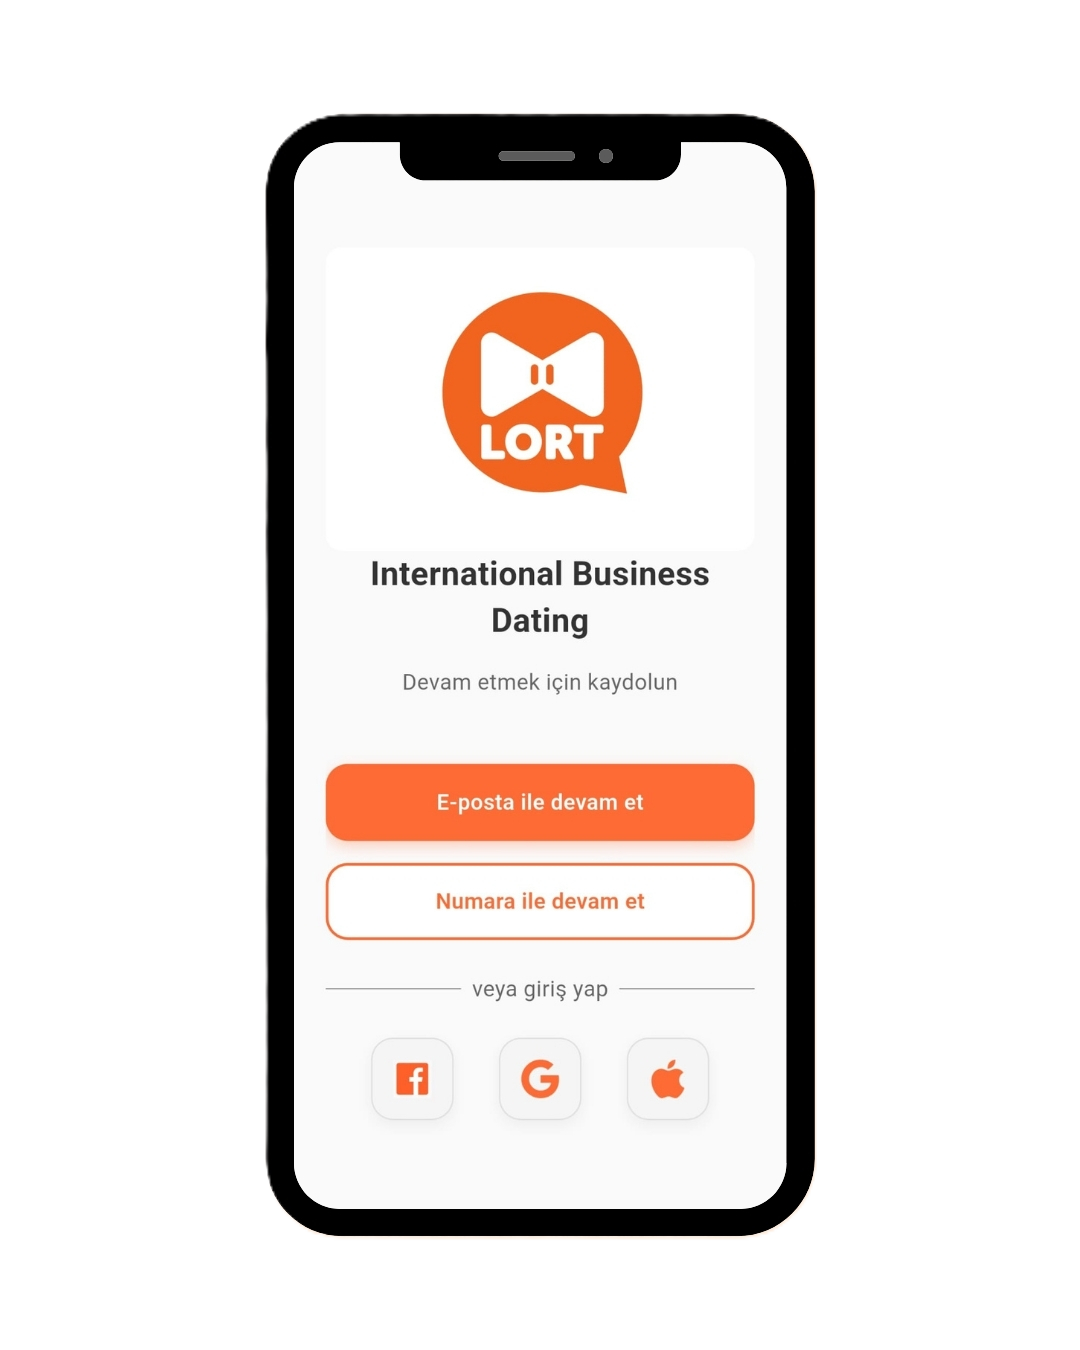 LORT
International Business
Dating
Devam etmek için kaydolun
E-posta ile devam et
Numara ile devam et
veya giriş yap